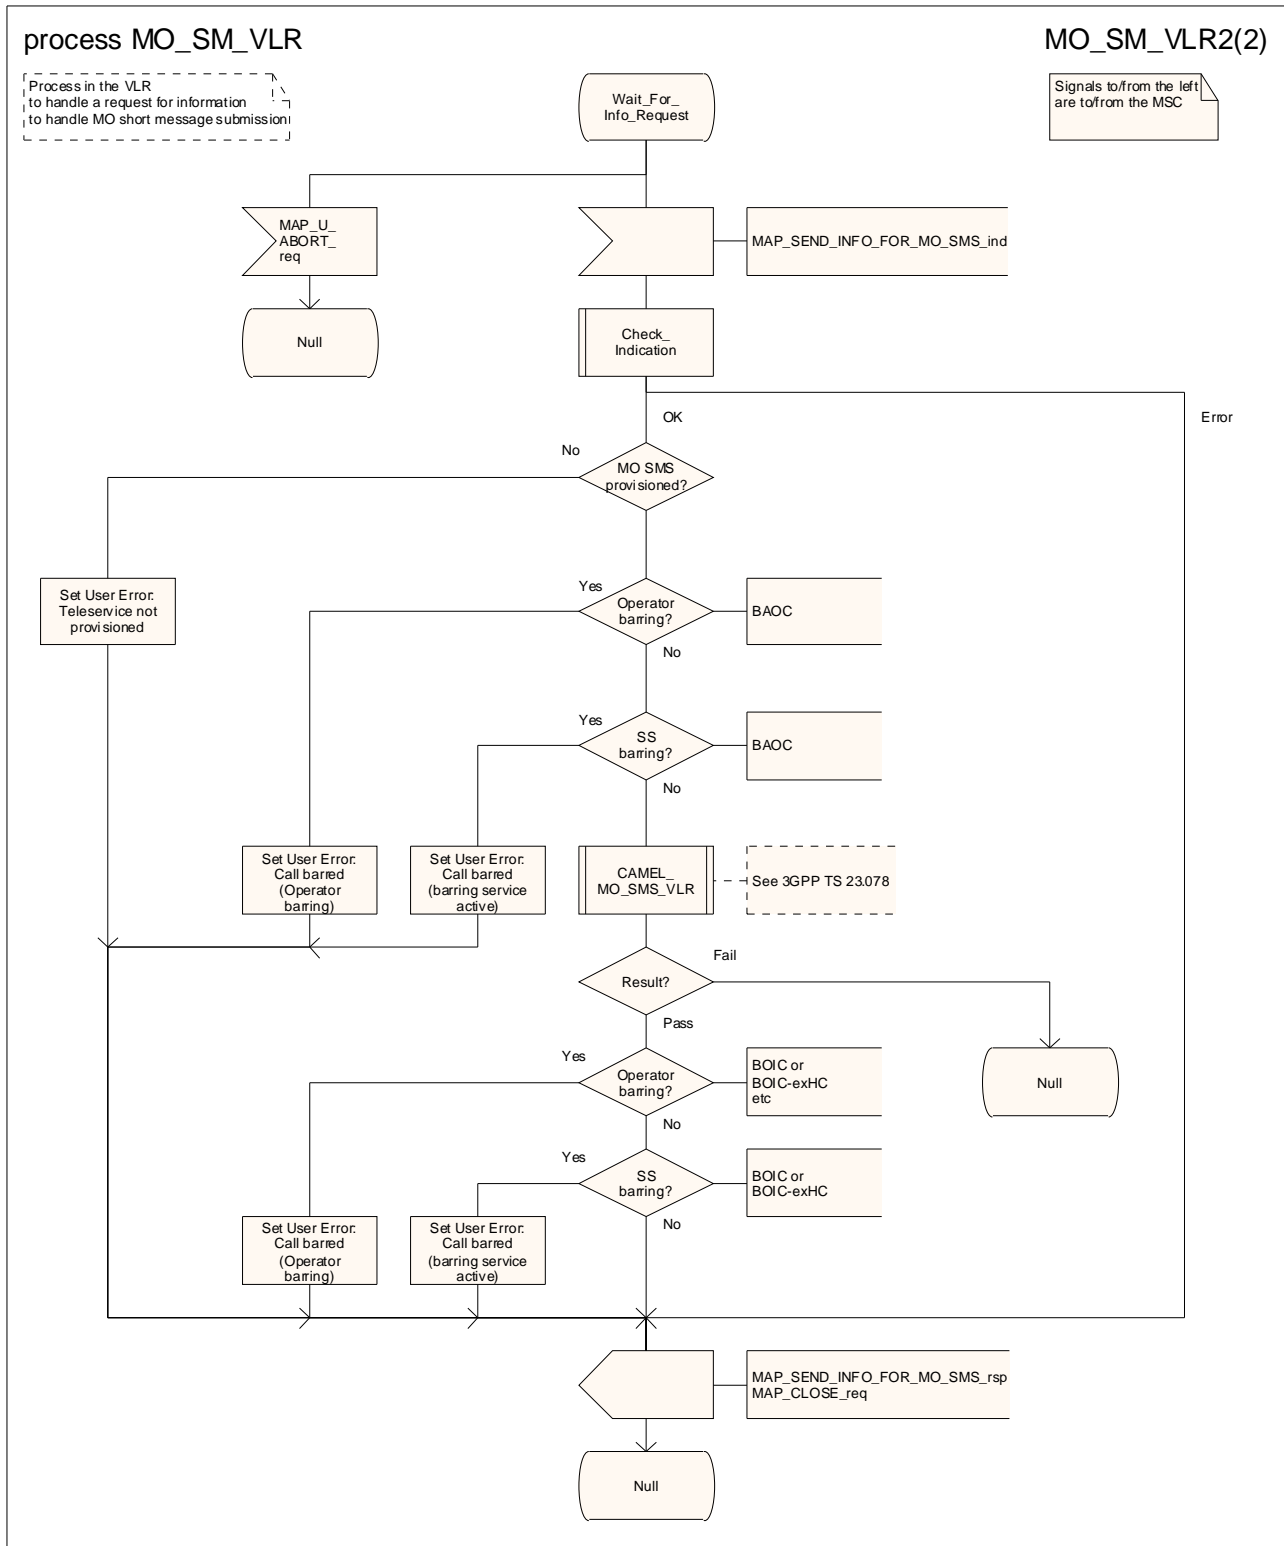 process MO_SM_VLR
MO_SM_VLR2(2)
Process in the VLR
to handle a request for information
to handle MO short message submission
Wait_For_
Info_Request
Signals to/from the left
are to/from the MSC
MAP_U_
ABORT_
req
MAP_SEND_INFO_FOR_MO_SMS_ind
Null
Check_
Indication
OK
Error
No
MO SMS
provisioned?
Set User Error:
Teleservice not
provisioned
Yes
Operator
barring?
BAOC
No
Yes
SS
barring?
BAOC
No
Set User Error:
Call barred
(Operator
barring)
Set User Error:
Call barred
(barring service
active)
CAMEL_
MO_SMS_VLR
See 3GPP TS 23.078
Result?
Fail
Pass
Null
Yes
Operator
barring?
BOIC or
BOIC-exHC
etc
No
Yes
SS
barring?
BOIC or
BOIC-exHC
No
Set User Error:
Call barred
(Operator
barring)
Set User Error:
Call barred
(barring service
active)
MAP_SEND_INFO_FOR_MO_SMS_rsp
MAP_CLOSE_req
Null